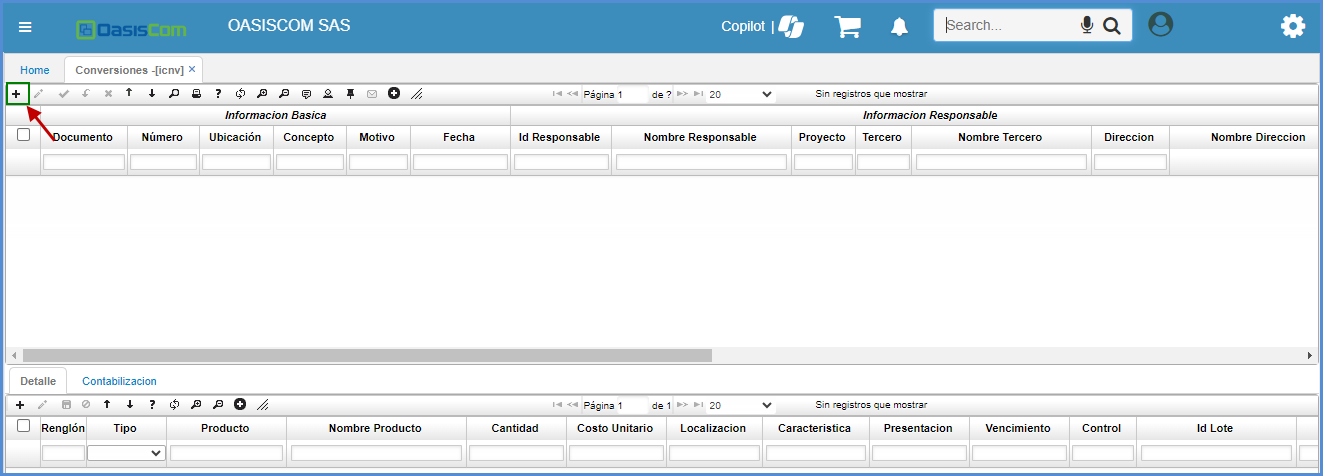 OasisCom OASISCOM SAS Copilot | Search...
Home Conversiones -[icnv] ×
Página 1 de ? 20 Sin registros que mostrar
Informacion Basica Informacion Responsable
Documento Número Ubicación Concepto Motivo Fecha Id Responsable Nombre Responsable Proyecto Tercero Nombre Tercero Direccion Nombre Direccion
Detalle Contabilizacion
Página 1 de 1 20 Sin registros que mostrar
Renglón Tipo Producto Nombre Producto Cantidad Costo Unitario Localizacion Caracteristica Presentacion Vencimiento Control Id Lote